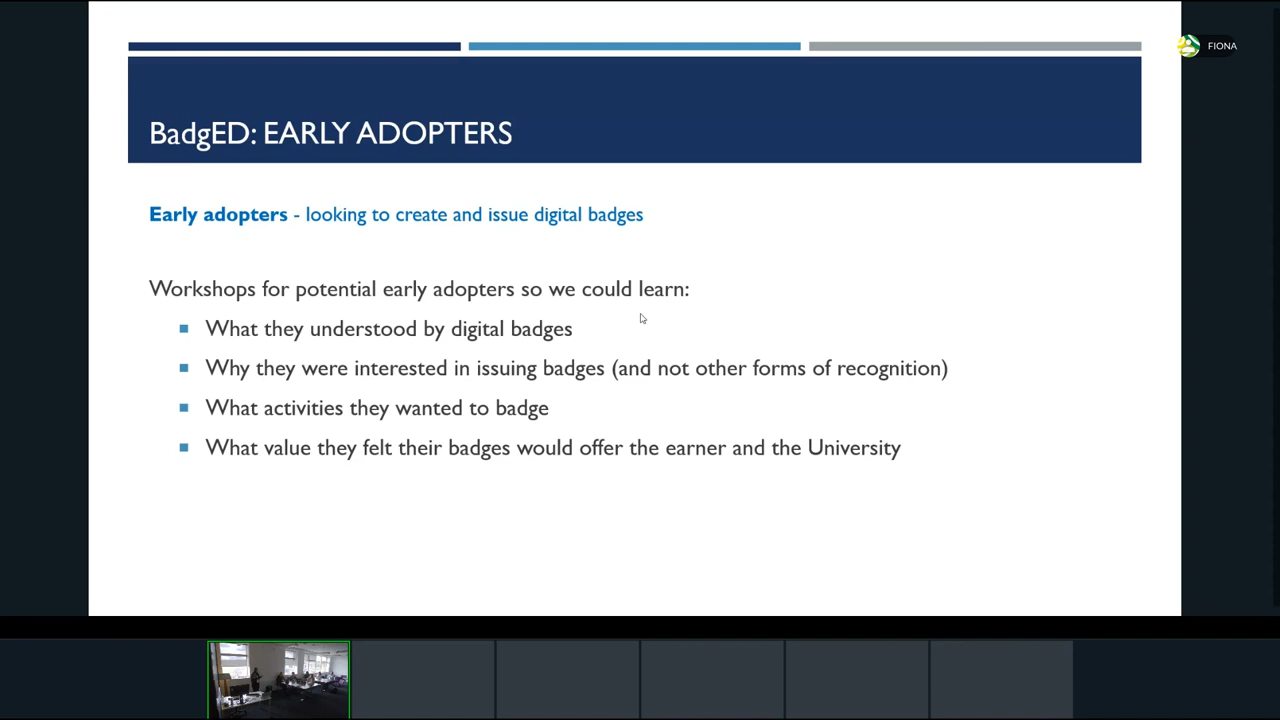 FIONA
BadgED: EARLY ADOPTERS
Early adopters - looking to create and issue digital badges
Workshops for potential early adopters so we could learn:
What they understood by digital badges
Why they were interested in issuing badges (and not other forms of recognition)
What activities they wanted to badge
What value they felt their badges would offer the earner and the University